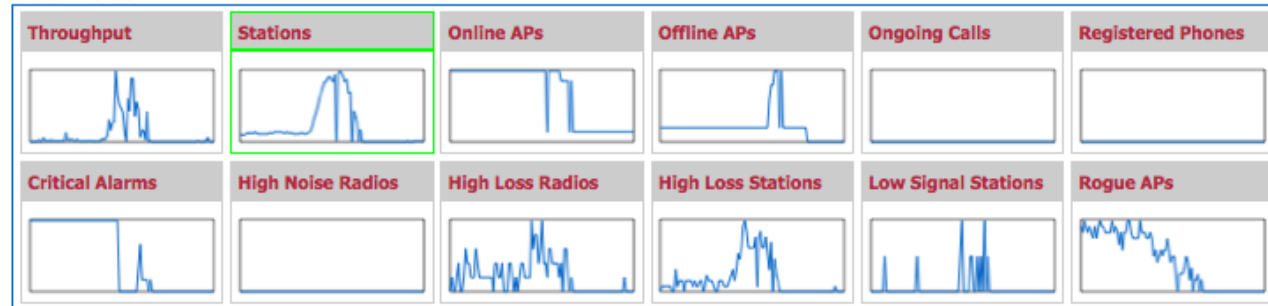 Throughput
Stations
Online APs
Offline APs
Ongoing Calls
Registered Phones
Critical Alarms
High Noise Radios
High Loss Radios
High Loss Stations
Low Signal Stations
Rogue APs